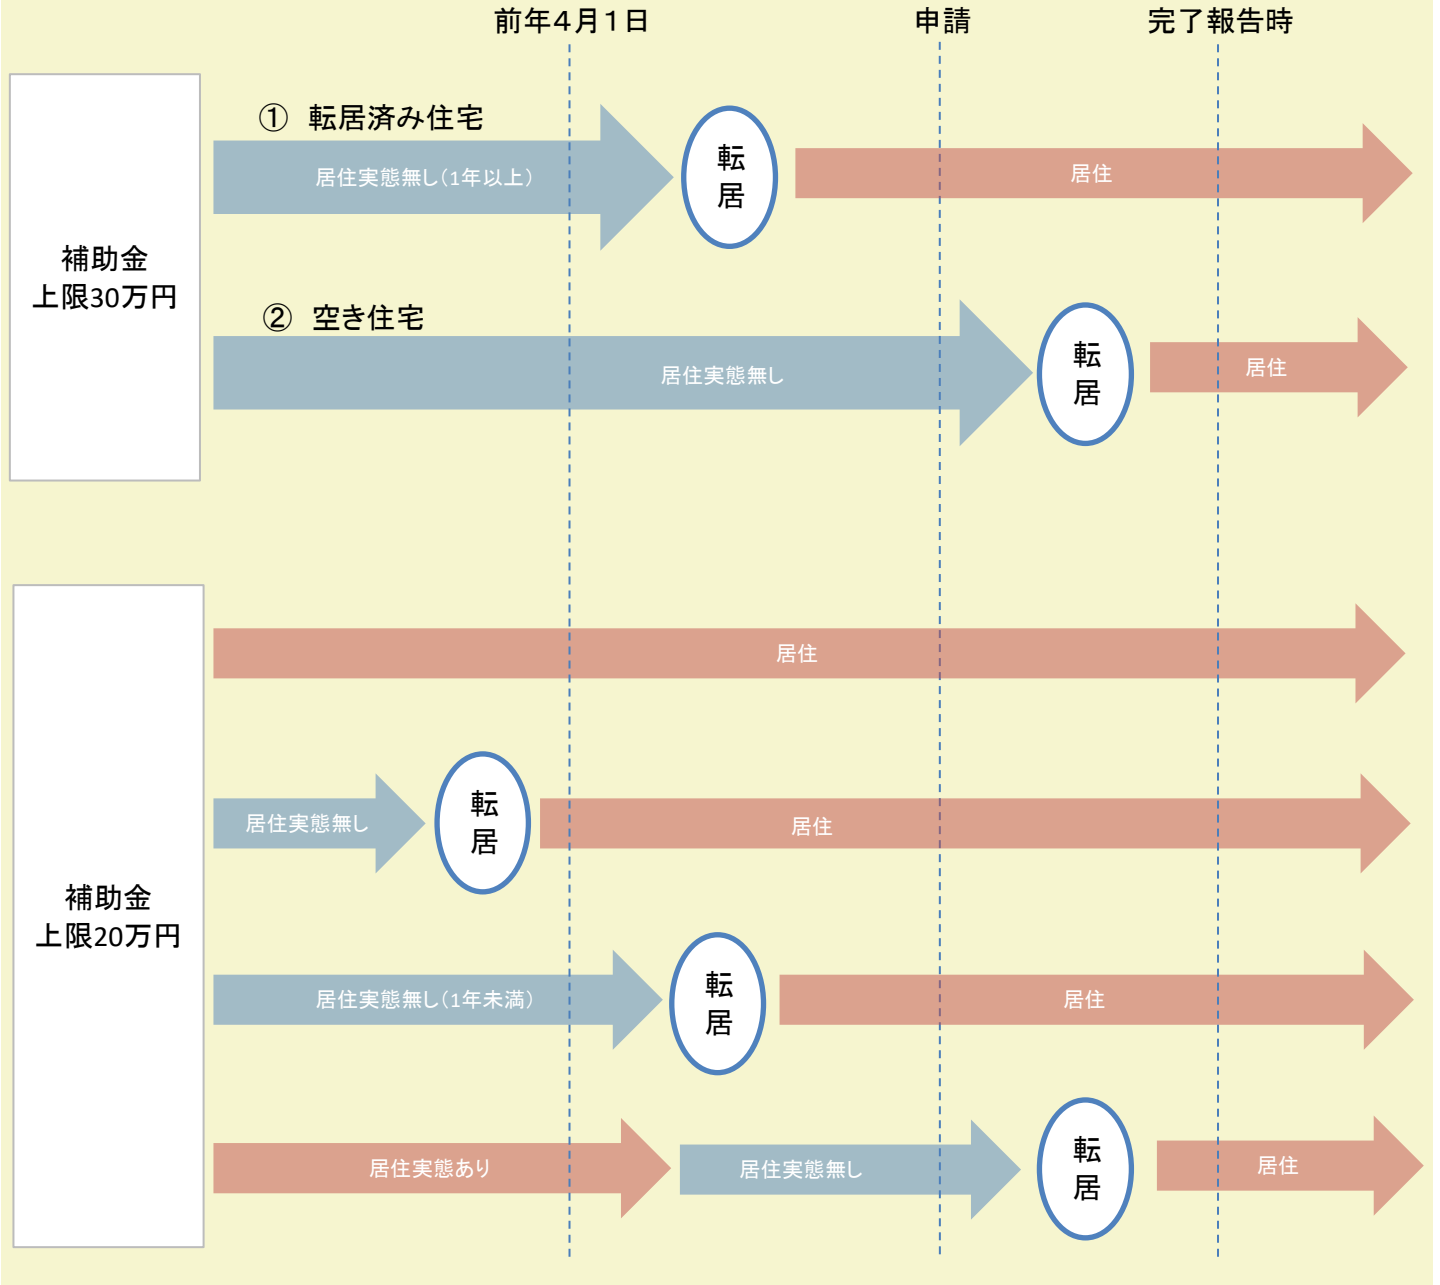 前年４月１日
申請
完了報告時
補助金
上限30万円
① 転居済み住宅
居住実態無し（1年以上）
転
居
居住
② 空き住宅
居住実態無し
転
居
居住
補助金
上限20万円
居住
居住実態無し
転
居
居住
居住実態無し（1年未満）
転
居
居住
居住実態あり
居住実態無し
転
居
居住